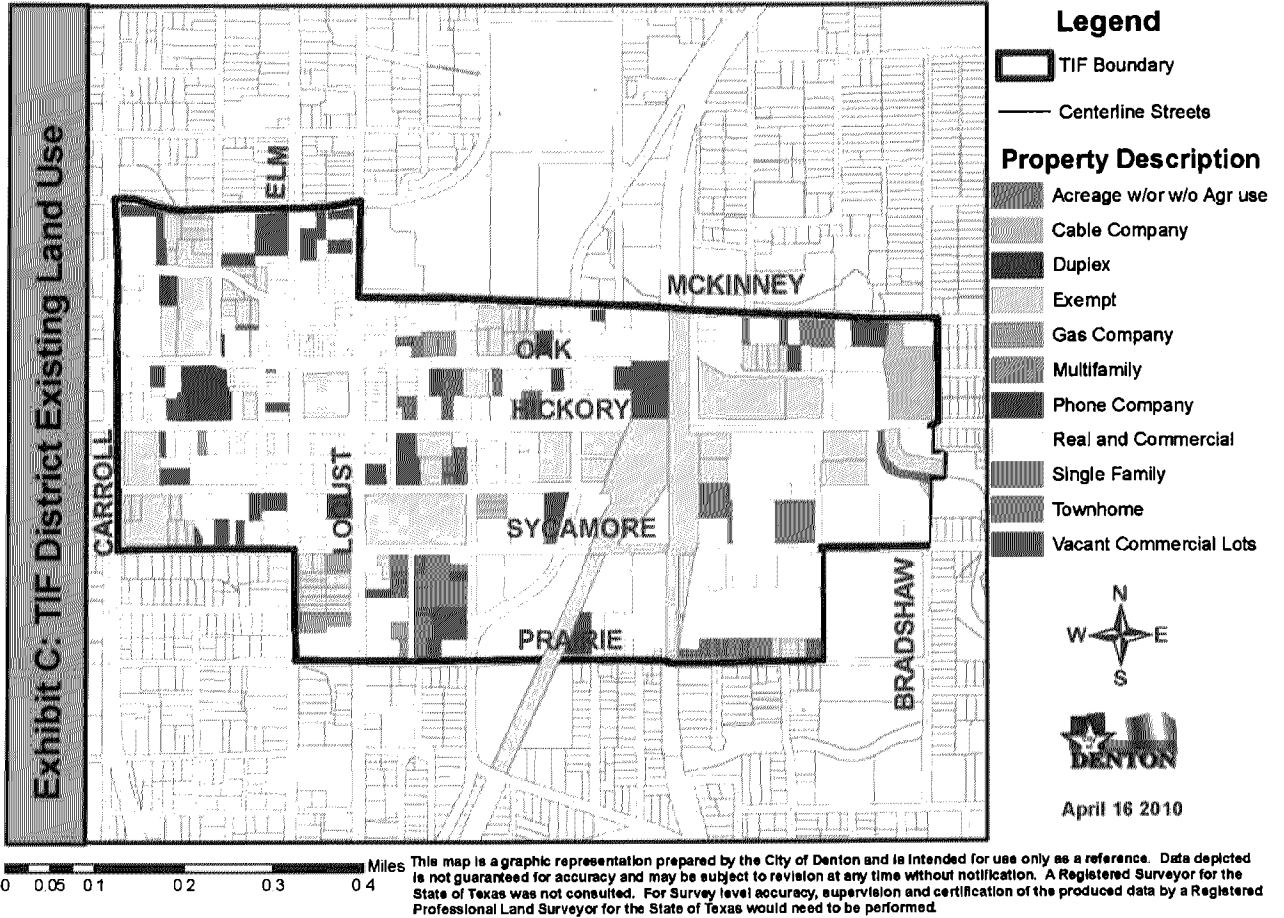 Exhibit C: TIF District Existing Land Use
ELM
MCKINNEY
OAK
HICKORY
CARROLL
LOCUST
SYCAMORE
PRAIRIE
BRADSHAW
Legend
TIF Boundary
Centerline Streets
Property Description
Acreage w/or w/o Agr use
Cable Company
Duplex
Exempt
Gas Company
Multifamily
Phone Company
Real and Commercial
Single Family
Townhome
Vacant Commercial Lots
N
W E
S
DENTON
April 16 2010
Miles
0 0.05 0 1 0 2 0 3 0 4
This map is a graphic representation prepared by the City of Denton and is intended for use only as a reference. Data depicted
is not guaranteed for accuracy and may be subject to revision at any time without notification. A Registered Surveyor for the
State of Texas was not consulted. For Survey level accuracy, supervision and certification of the produced data by a Registered
Professional Land Surveyor for the State of Texas would need to be performed.